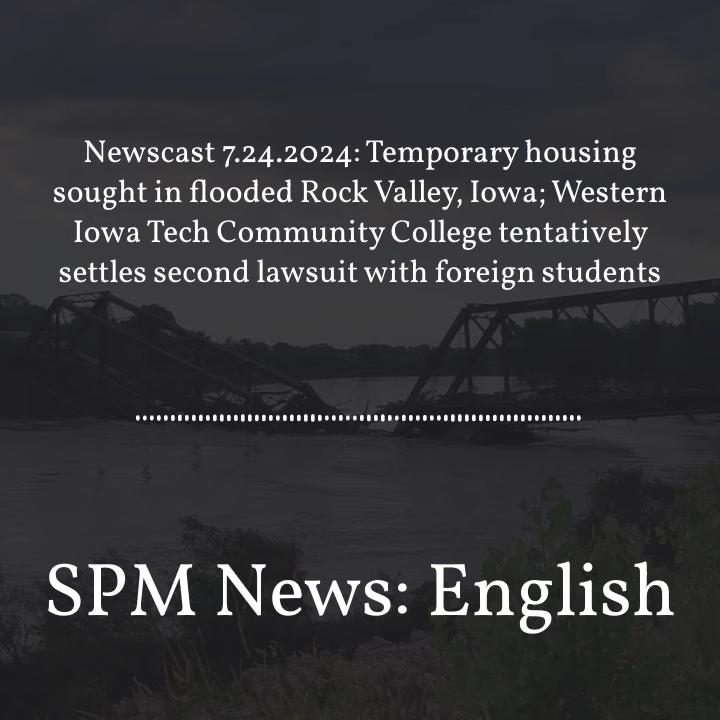 Newscast 7.24.2024: Temporary housing
sought in flooded Rock Valley, Iowa; Western
Iowa Tech Community College tentatively
settles second lawsuit with foreign students
SPM News: English